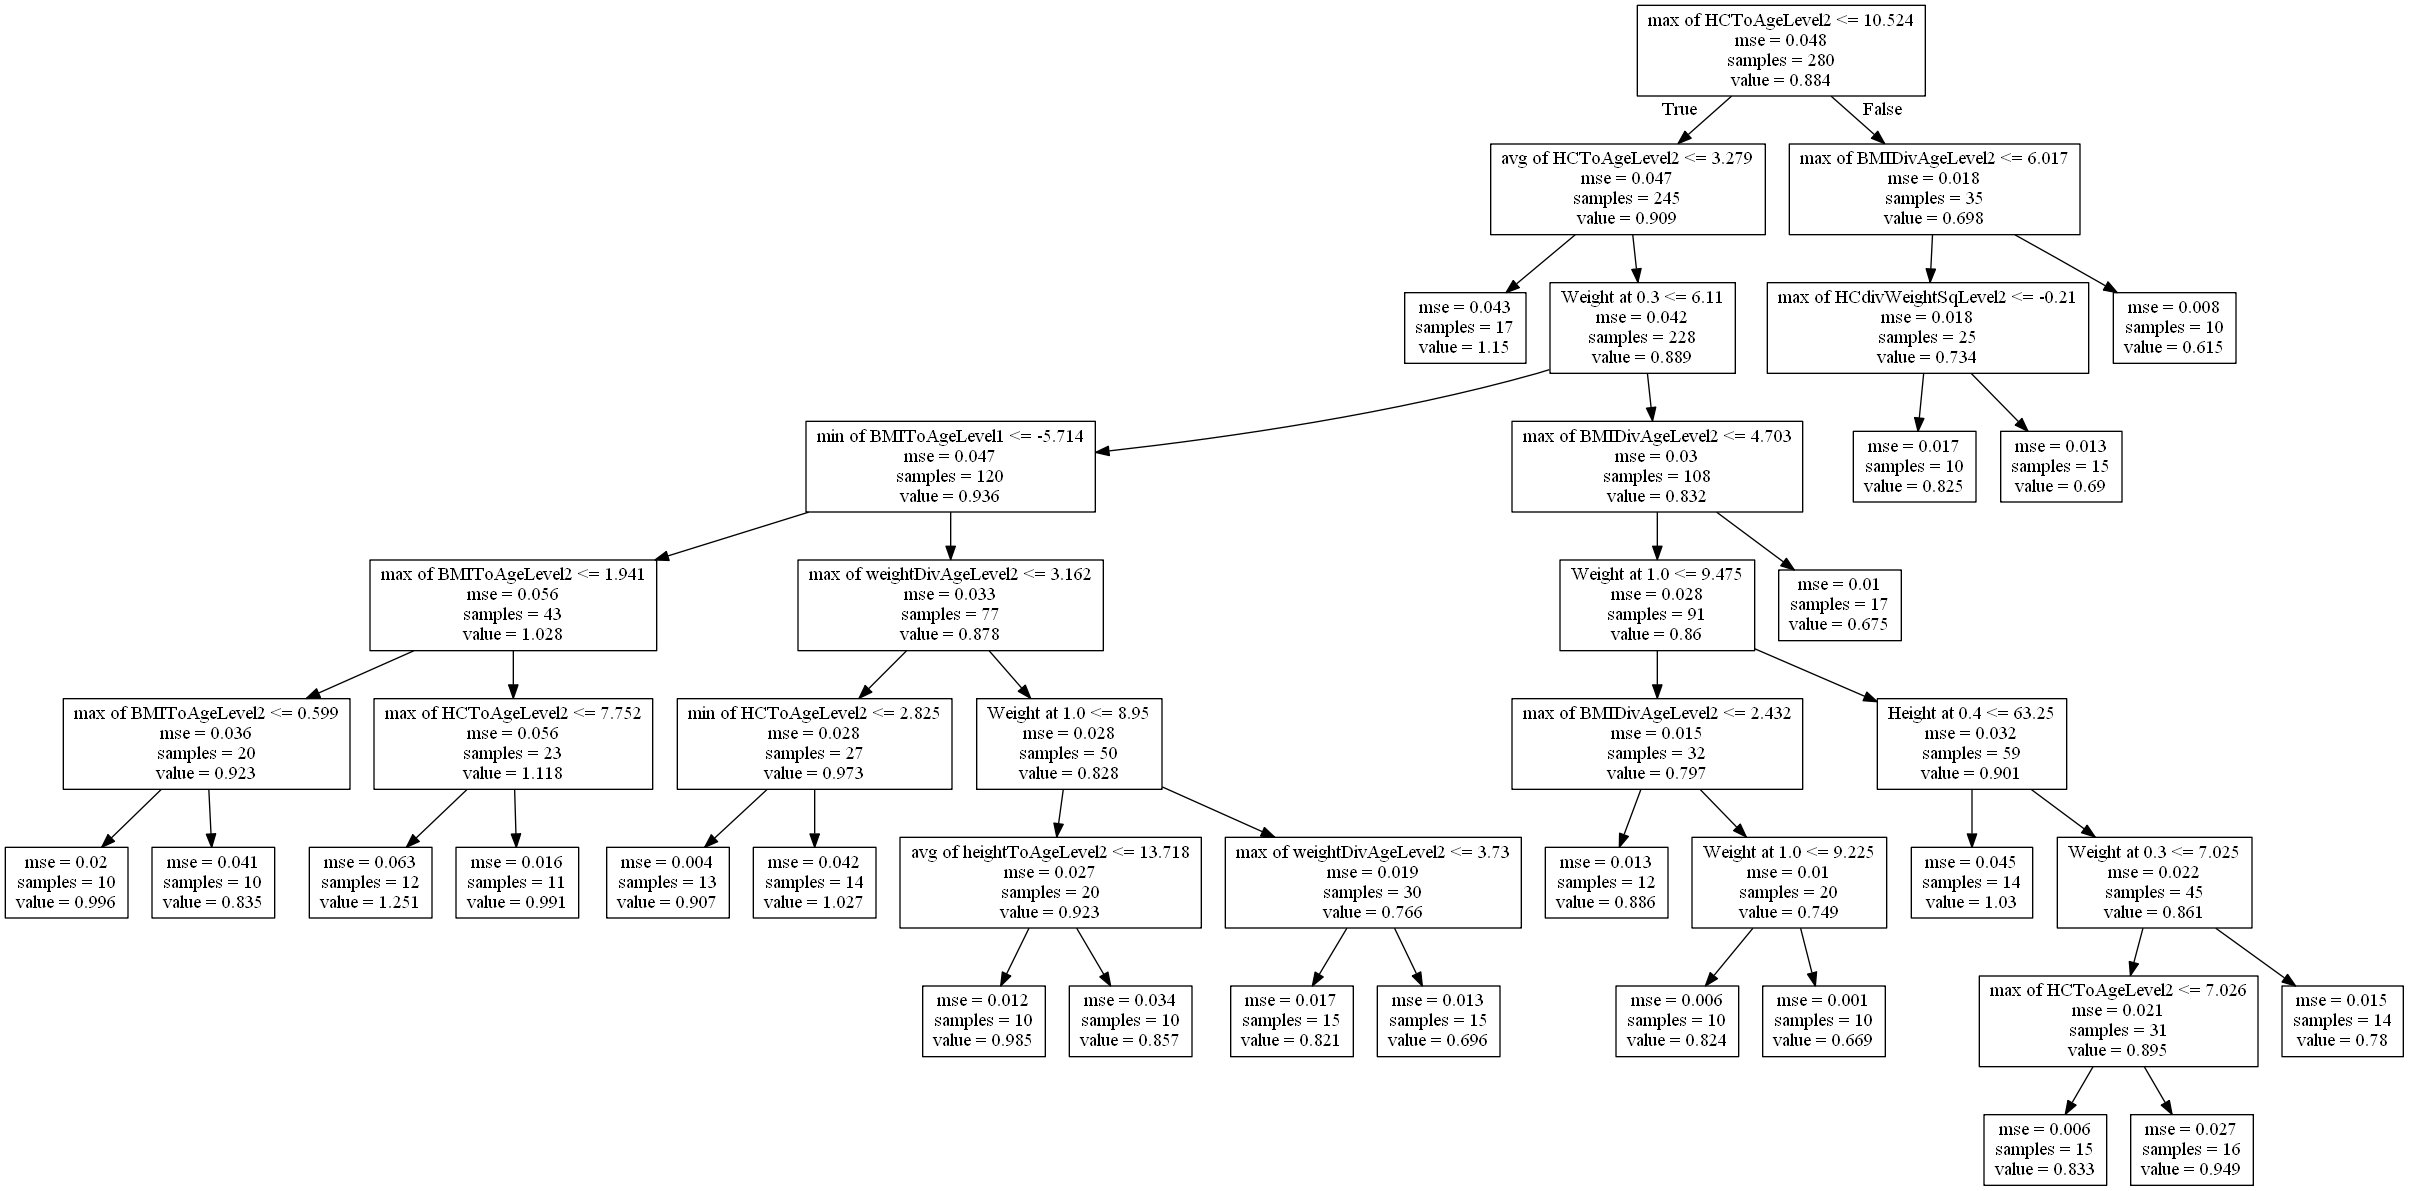 max of HCToAgeLevel2 <= 10.524
mse = 0.048
samples = 280
value = 0.884
True
False
avg of HCToAgeLevel2 <= 3.279
mse = 0.047
samples = 245
value = 0.909
max of BMIDivAgeLevel2 <= 6.017
mse = 0.018
samples = 35
value = 0.698
mse = 0.043
samples = 17
value = 1.15
Weight at 0.3 <= 6.11
mse = 0.042
samples = 228
value = 0.889
max of HCdivWeightSqLevel2 <= -0.21
mse = 0.018
samples = 25
value = 0.734
mse = 0.008
samples = 10
value = 0.615
min of BMIToAgeLevel1 <= -5.714
mse = 0.047
samples = 120
value = 0.936
max of BMIDivAgeLevel2 <= 4.703
mse = 0.03
samples = 108
value = 0.832
mse = 0.017
samples = 10
value = 0.825
mse = 0.013
samples = 15
value = 0.69
max of BMIToAgeLevel2 <= 1.941
mse = 0.056
samples = 43
value = 1.028
max of weightDivAgeLevel2 <= 3.162
mse = 0.033
samples = 77
value = 0.878
Weight at 1.0 <= 9.475
mse = 0.028
samples = 91
value = 0.86
mse = 0.01
samples = 17
value = 0.675
max of BMIToAgeLevel2 <= 0.599
mse = 0.036
samples = 20
value = 0.923
max of HCToAgeLevel2 <= 7.752
mse = 0.056
samples = 23
value = 1.118
min of HCToAgeLevel2 <= 2.825
mse = 0.028
samples = 27
value = 0.973
Weight at 1.0 <= 8.95
mse = 0.028
samples = 50
value = 0.828
max of BMIDivAgeLevel2 <= 2.432
mse = 0.015
samples = 32
value = 0.797
Height at 0.4 <= 63.25
mse = 0.032
samples = 59
value = 0.901
mse = 0.02
samples = 10
value = 0.996
mse = 0.041
samples = 10
value = 0.835
mse = 0.063
samples = 12
value = 1.251
mse = 0.016
samples = 11
value = 0.991
mse = 0.004
samples = 13
value = 0.907
mse = 0.042
samples = 14
value = 1.027
avg of heightToAgeLevel2 <= 13.718
mse = 0.027
samples = 20
value = 0.923
max of weightDivAgeLevel2 <= 3.73
mse = 0.019
samples = 30
value = 0.766
mse = 0.013
samples = 12
value = 0.886
Weight at 1.0 <= 9.225
mse = 0.01
samples = 20
value = 0.749
mse = 0.045
samples = 14
value = 1.03
Weight at 0.3 <= 7.025
mse = 0.022
samples = 45
value = 0.861
mse = 0.012
samples = 10
value = 0.985
mse = 0.034
samples = 10
value = 0.857
mse = 0.017
samples = 15
value = 0.821
mse = 0.013
samples = 15
value = 0.696
mse = 0.006
samples = 10
value = 0.824
mse = 0.001
samples = 10
value = 0.669
max of HCToAgeLevel2 <= 7.026
mse = 0.021
samples = 31
value = 0.895
mse = 0.015
samples = 14
value = 0.78
mse = 0.006
samples = 15
value = 0.833
mse = 0.027
samples = 16
value = 0.949